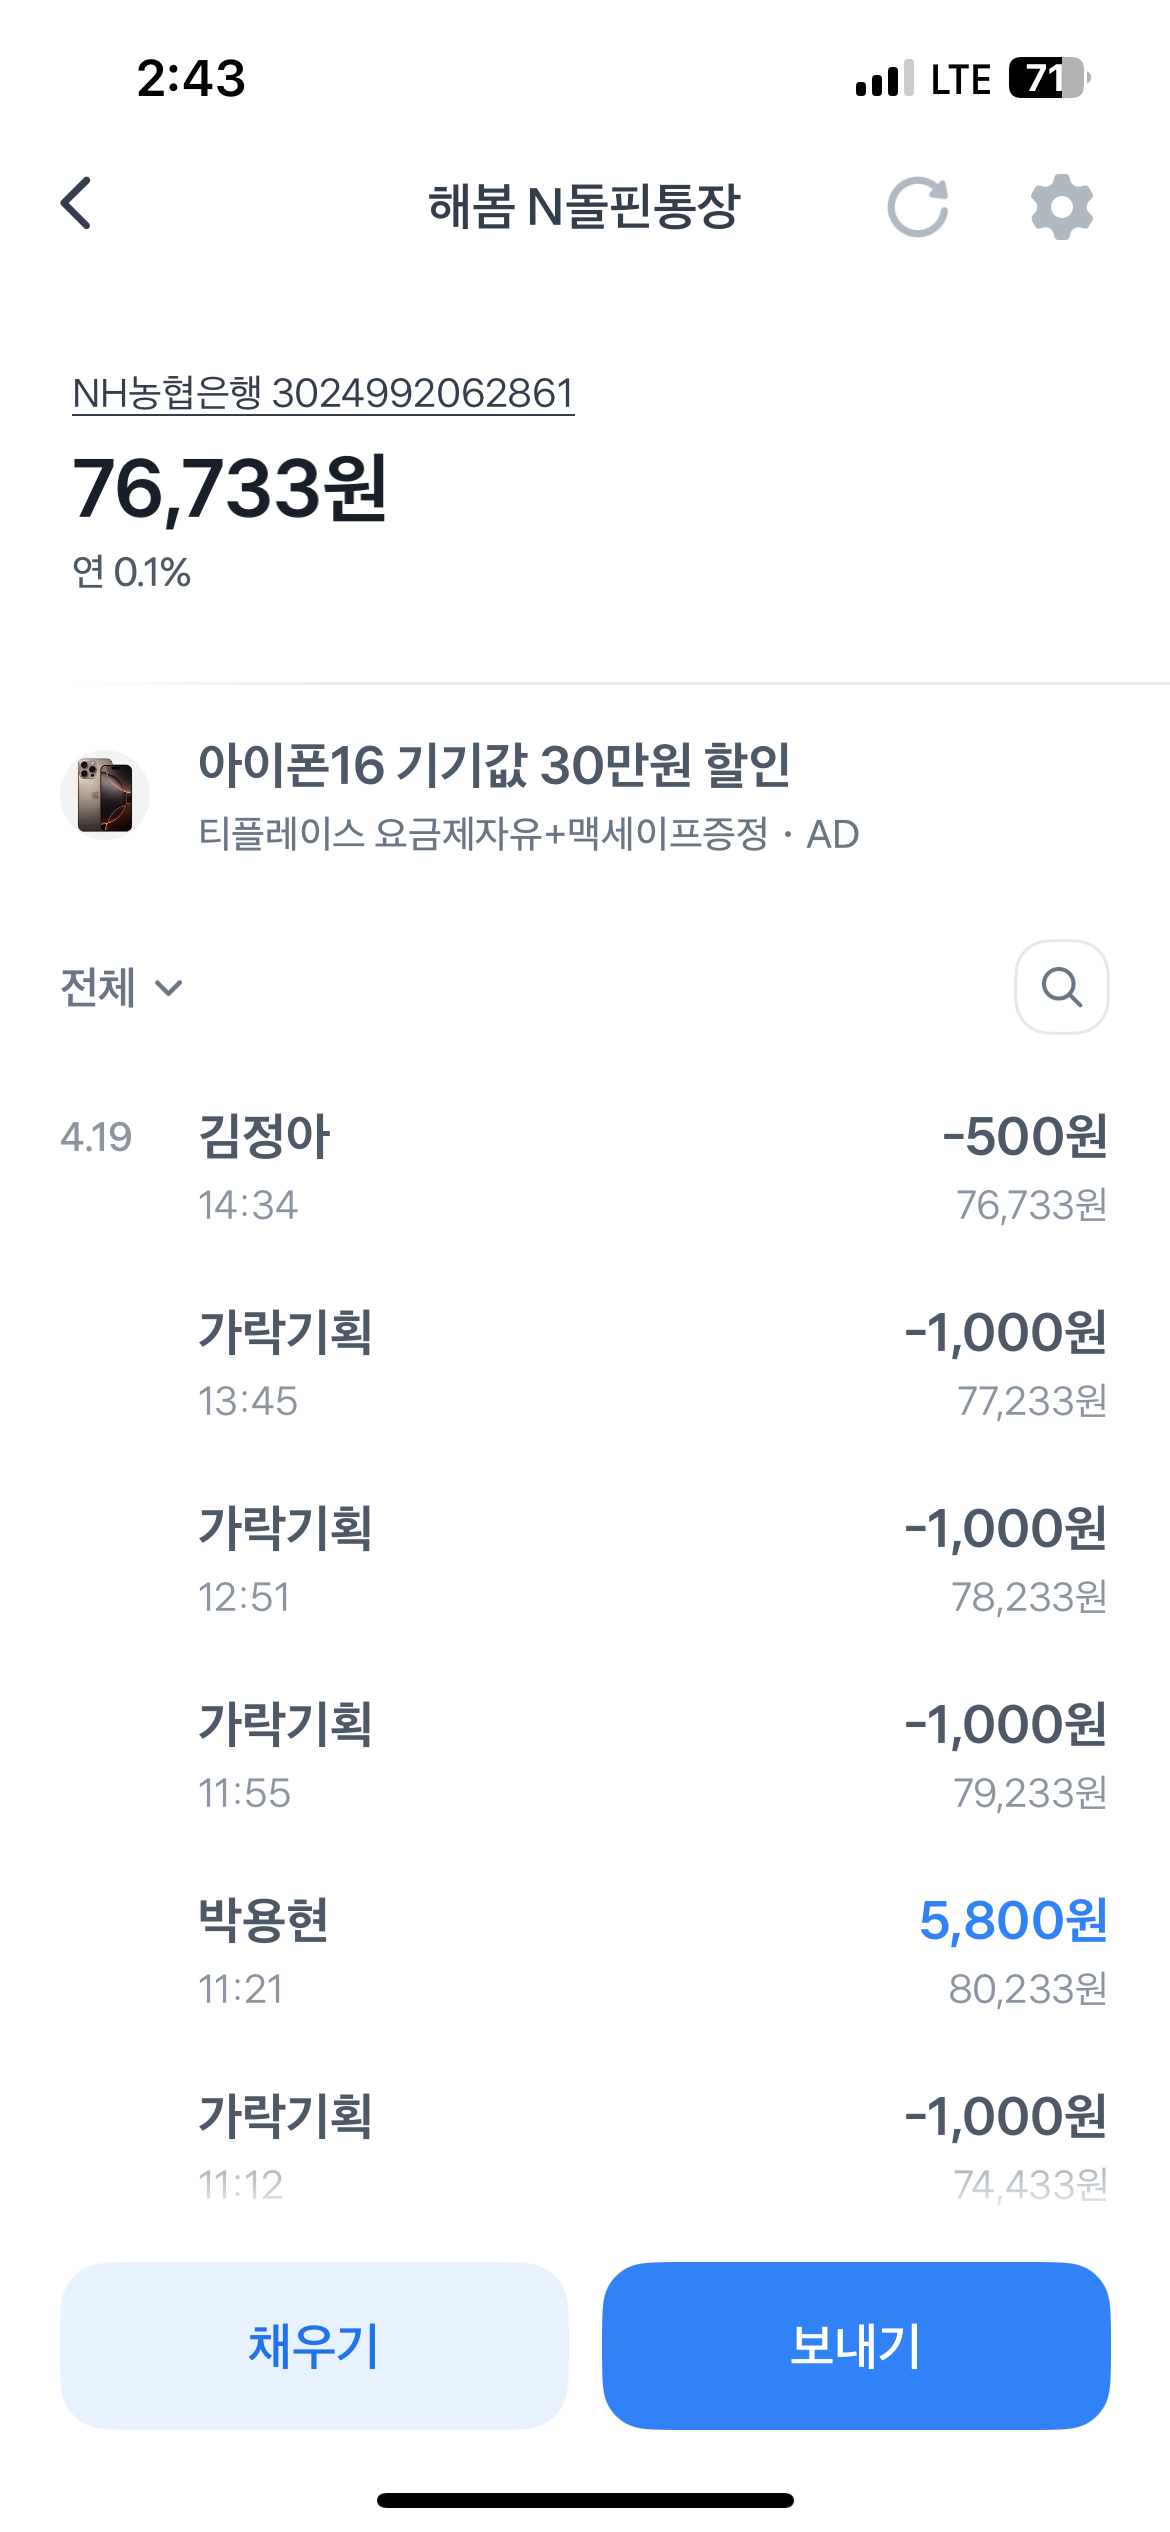 2:43
LTE 71
해봄 N돌핀통장
NH농협은행 3024992062861
76,733원
연 0.1%
아이폰16 기기값 30만원 할인
티플레이스 요금제자유+맥세이프증정 · AD
전체
4.19 김정아 -500원
14:34 76,733원
가락기획 -1,000원
13:45 77,233원
가락기획 -1,000원
12:51 78,233원
가락기획 -1,000원
11:55 79,233원
박용현 5,800원
11:21 80,233원
가락기획 -1,000원
11:12 74,433원
채우기 보내기